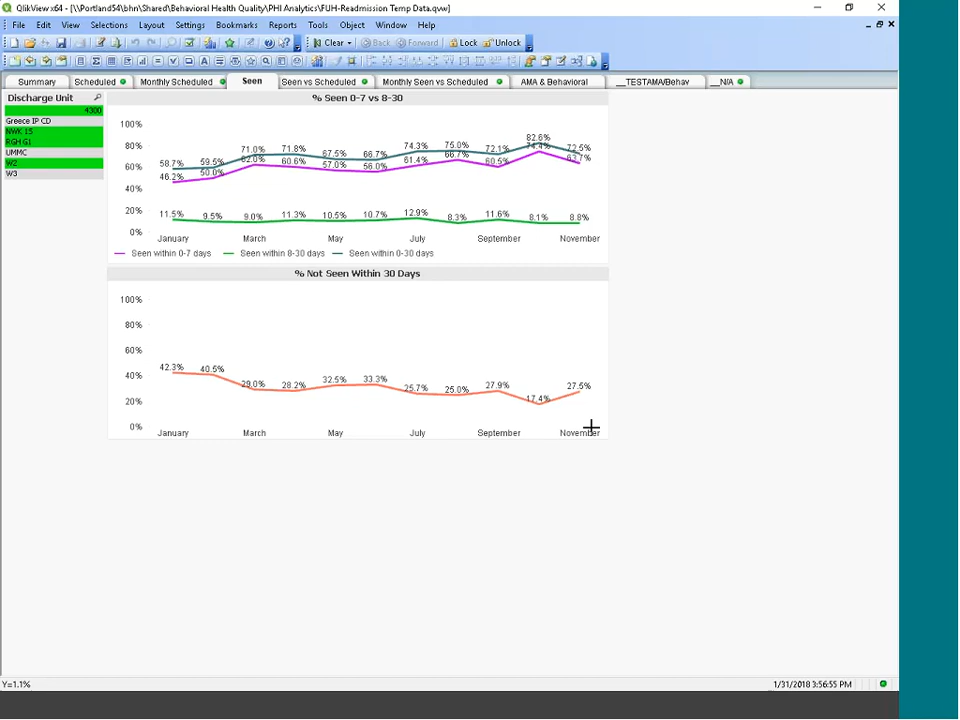 QlikView x64 - [\\Portland54\bhn\Shared\Behavioral Health Quality\PHI Analytics\FUH-Readmission Temp Data.qvw]
File Edit View Selections Layout Settings Bookmarks Reports Tools Object Window Help
Clear Back Forward Lock Unlock
Summary Scheduled Monthly Scheduled Seen Seen vs Scheduled Monthly Seen vs Scheduled AMA & Behavioral __TESTAMA/Behav __N/A
Discharge Unit
4300
Greece IP CD
NWK 15
RGH G1
UMMC
W2
W3
% Seen 0-7 vs 8-30
100%
80%
60%
40%
20%
0%
58.7% 59.5% 71.0% 71.8% 67.5% 66.7% 74.3% 75.0% 72.1% 82.6% 72.5%
46.2% 50.0% 62.0% 60.6% 57.0% 56.0% 61.4% 66.7% 60.5% 74.4% 63.7%
11.5% 9.5% 9.0% 11.3% 10.5% 10.7% 12.9% 8.3% 11.6% 8.1% 8.8%
January March May July September November
Seen within 0-7 days Seen within 8-30 days Seen within 0-30 days
% Not Seen Within 30 Days
100%
80%
60%
40%
20%
0%
42.3% 40.5% 29.0% 28.2% 32.5% 33.3% 25.7% 25.0% 27.9% 17.4% 27.5%
January March May July September November
Y=1.1%
1/31/2018 3:56:55 PM